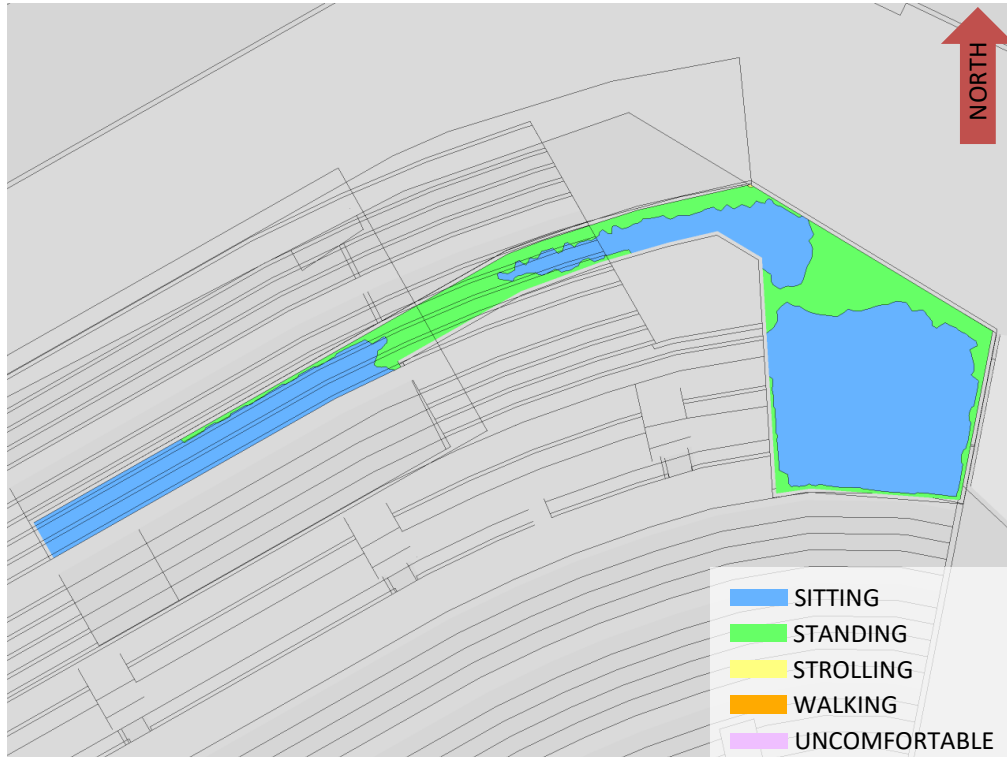 NORTH
SITTING
STANDING
STROLLING
WALKING
UNCOMFORTABLE